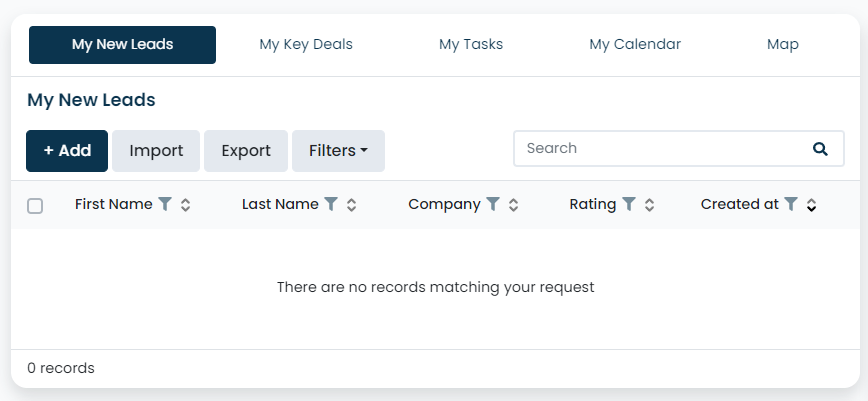 My New Leads My Key Deals My Tasks My Calendar Map
My New Leads
+ Add Import Export Filters Search
First Name Last Name Company Rating Created at
There are no records matching your request
0 records